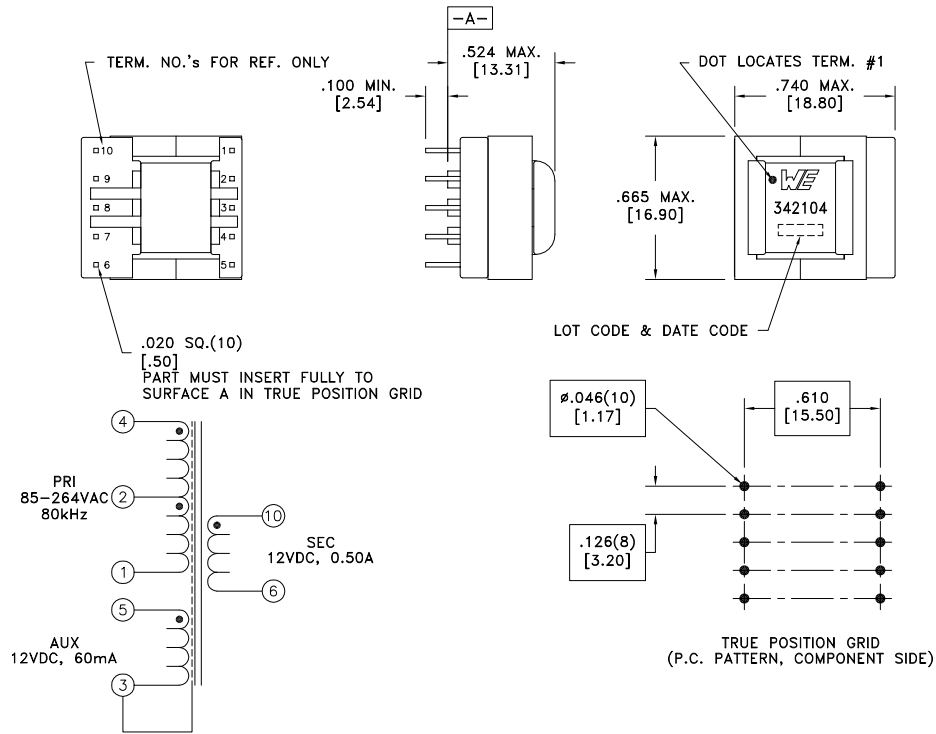 -A-
TERM. NO.'s FOR REF. ONLY
.524 MAX.
[13.31]
.100 MIN.
[2.54]
DOT LOCATES TERM. #1
.740 MAX.
[18.80]
10 1
9 2
8 3
7 4
6 5
.665 MAX.
[16.90]
WE
342104
LOT CODE & DATE CODE
.020 SQ.(10)
[.50]
PART MUST INSERT FULLY TO
SURFACE A IN TRUE POSITION GRID
ø.046(10)
[1.17]
.610
[15.50]
.126(8)
[3.20]
TRUE POSITION GRID
(P.C. PATTERN, COMPONENT SIDE)
4
PRI
85-264VAC
80kHz
2
1
10
SEC
12VDC, 0.50A
6
5
AUX
12VDC, 60mA
3